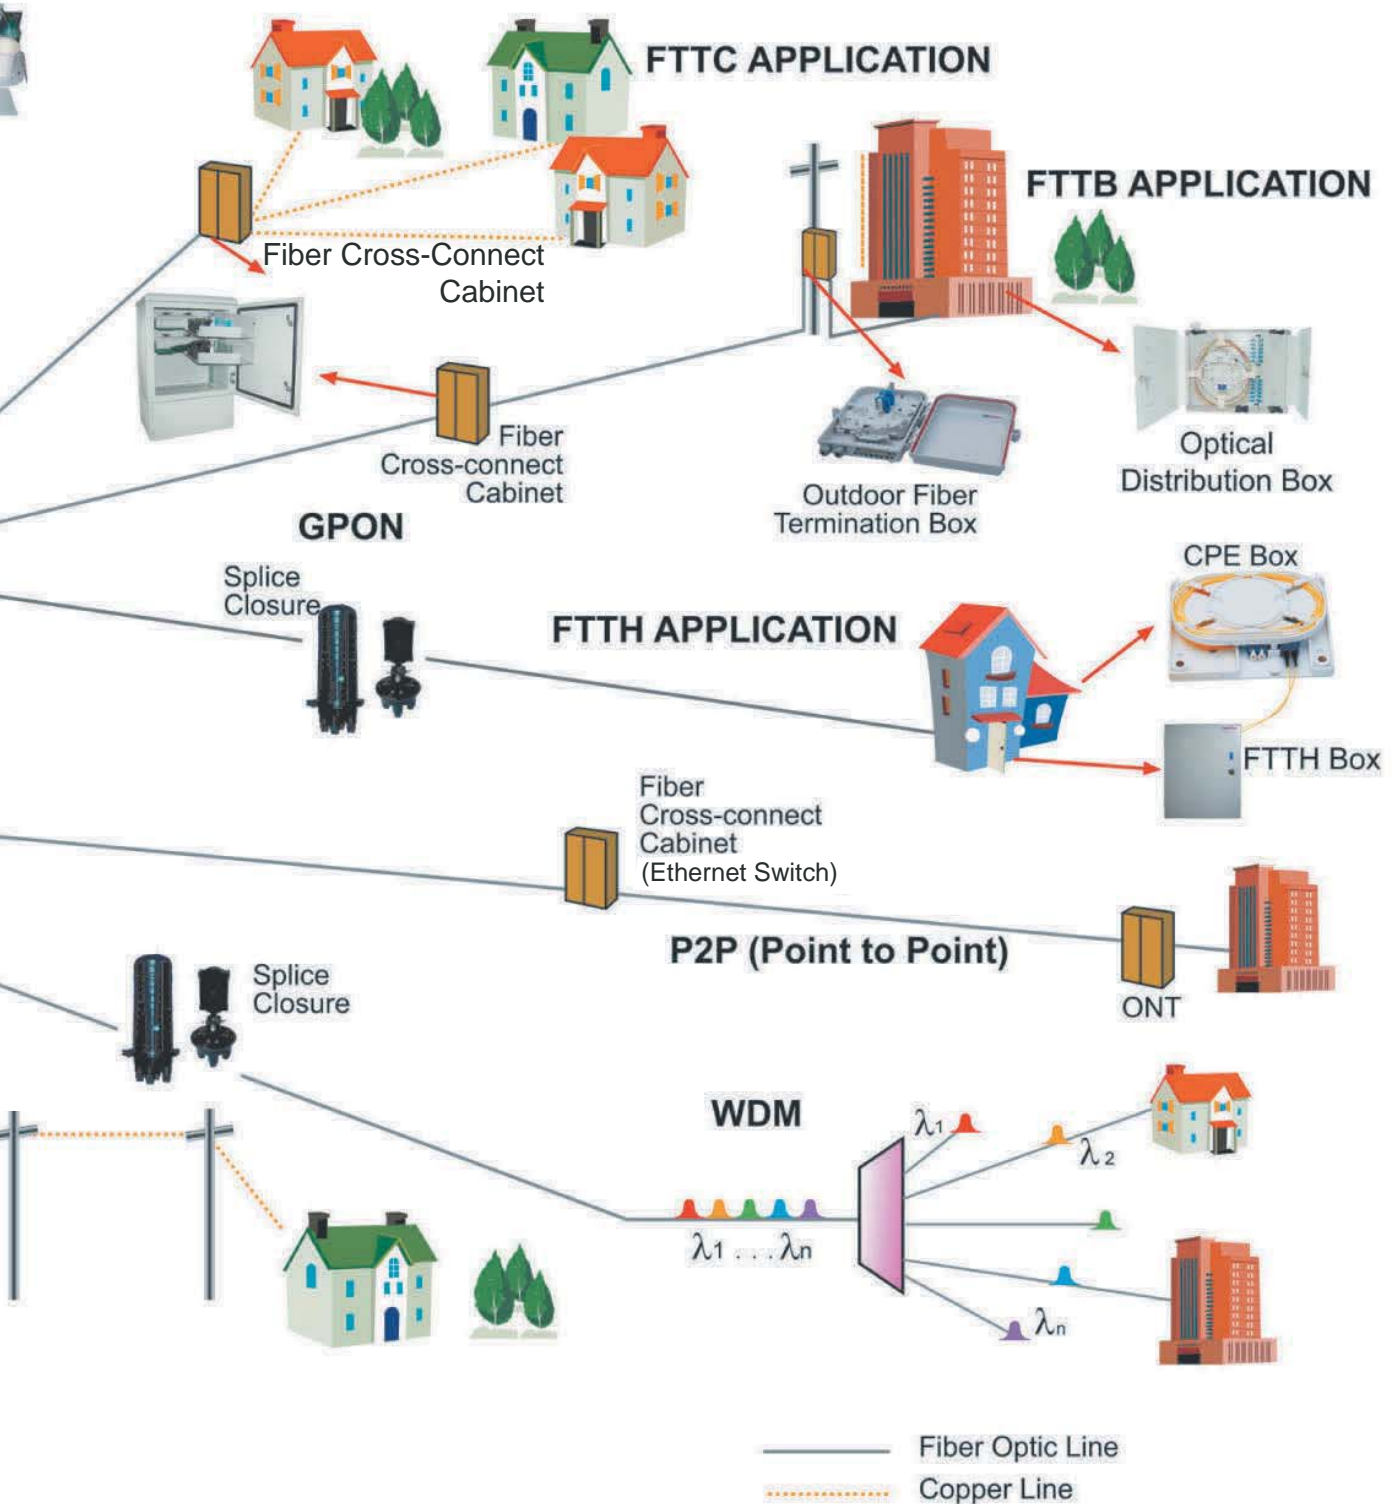 FTTC APPLICATION
FTTB APPLICATION
Fiber Cross-Connect
Cabinet
Fiber
Cross-connect
Cabinet
Optical
Distribution Box
Outdoor Fiber
Termination Box
GPON
CPE Box
Splice
Closure
FTTH APPLICATION
FTTH Box
Fiber
Cross-connect
Cabinet
(Ethernet Switch)
P2P (Point to Point)
ONT
Splice
Closure
WDM
λ1
λ2
λ1 . . . λn
λn
Fiber Optic Line
Copper Line